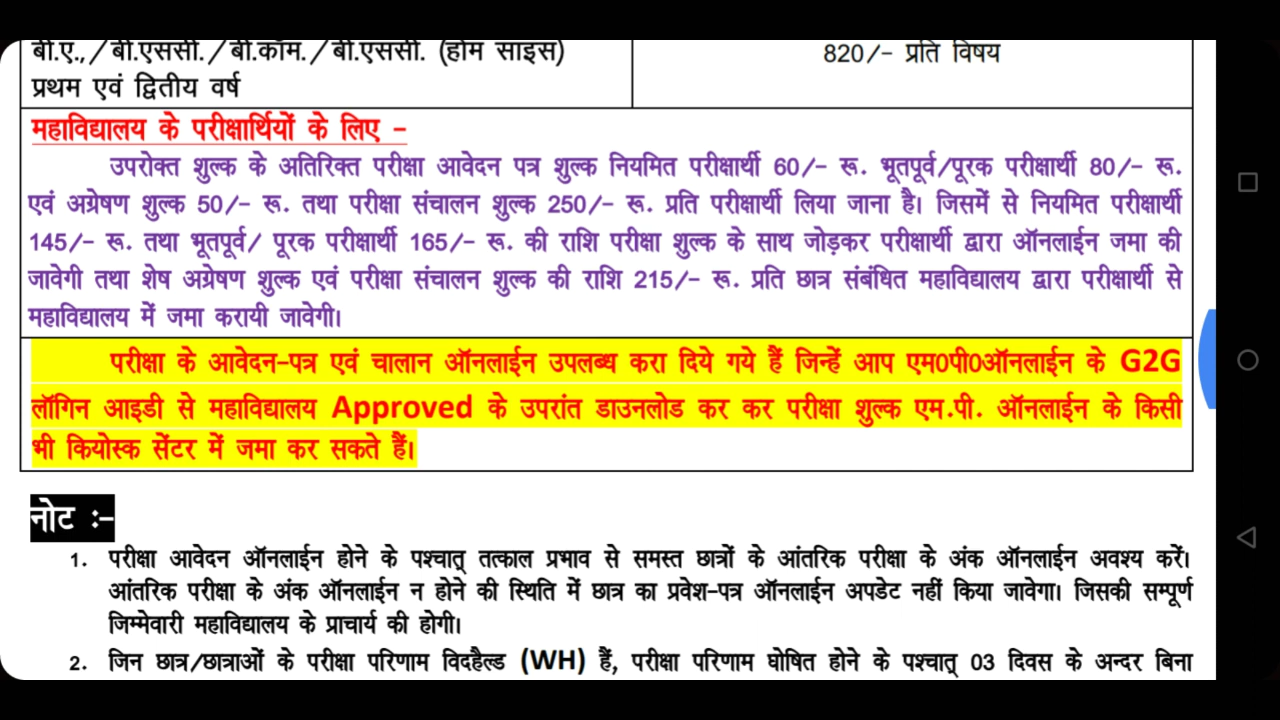 बी.ए., / बी.एससी. / बी.कॉम. / बी.एससी. (होम साइस)
प्रथम एवं द्वितीय वर्ष
820/- प्रति विषय
महाविद्यालय के परीक्षार्थियों के लिए -
उपरोक्त शुल्क के अतिरिक्त परीक्षा आवेदन पत्र शुल्क नियमित परीक्षार्थी 60/- रू. भूतपूर्व/पूरक परीक्षार्थी 80/- रू.
एवं अग्रेषण शुल्क 50/- रू. तथा परीक्षा संचालन शुल्क 250/- रू. प्रति परीक्षार्थी लिया जाना है। जिसमें से नियमित परीक्षार्थी
145/- रू. तथा भूतपूर्व/ पूरक परीक्षार्थी 165/- रू. की राशि परीक्षा शुल्क के साथ जोड़कर परीक्षार्थी द्वारा ऑनलाईन जमा की
जावेगी तथा शेष अग्रेषण शुल्क एवं परीक्षा संचालन शुल्क की राशि 215/- रू. प्रति छात्र संबंधित महाविद्यालय द्वारा परीक्षार्थी से
महाविद्यालय में जमा करायी जावेगी।
परीक्षा के आवेदन-पत्र एवं चालान ऑनलाईन उपलब्ध करा दिये गये हैं जिन्हें आप एम0पी0ऑनलाईन के G2G
लॉगिन आइडी से महाविद्यालय Approved के उपरांत डाउनलोड कर कर परीक्षा शुल्क एम.पी. ऑनलाईन के किसी
भी कियोस्क सेंटर में जमा कर सकते हैं।
नोट :-
1. परीक्षा आवेदन ऑनलाईन होने के पश्चात् तत्काल प्रभाव से समस्त छात्रों के आंतरिक परीक्षा के अंक ऑनलाईन अवश्य करें।
आंतरिक परीक्षा के अंक ऑनलाईन न होने की स्थिति में छात्र का प्रवेश-पत्र ऑनलाईन अपडेट नहीं किया जावेगा। जिसकी सम्पूर्ण
जिम्मेवारी महाविद्यालय के प्राचार्य की होगी।
2. जिन छात्र/छात्राओं के परीक्षा परिणाम विदहैल्ड (WH) हैं, परीक्षा परिणाम घोषित होने के पश्चात् 03 दिवस के अन्दर बिना